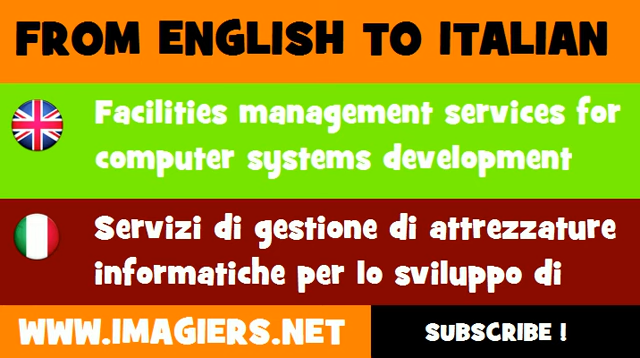 FROM ENGLISH TO ITALIAN
Facilities management services for
computer systems development
Servizi di gestione di attrezzature
informatiche per lo sviluppo di
WWW.IMAGIERS.NET
SUBSCRIBE !